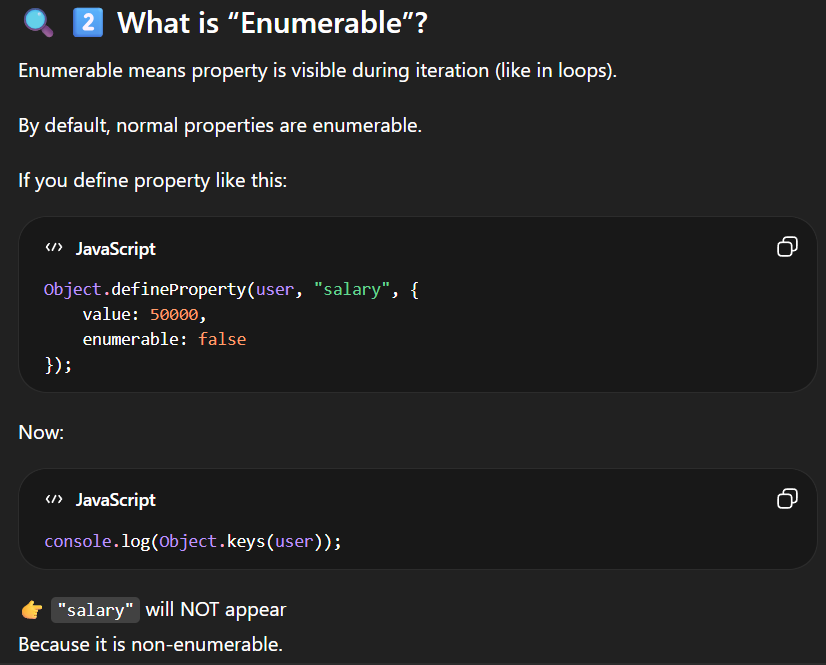 🔍 2️⃣ What is “Enumerable”?
Enumerable means property is visible during iteration (like in loops).
By default, normal properties are enumerable.
If you define property like this:
</> JavaScript
Object.defineProperty(user, "salary", {
    value: 50000,
    enumerable: false
});
Now:
</> JavaScript
console.log(Object.keys(user));
👉 "salary" will NOT appear
Because it is non-enumerable.